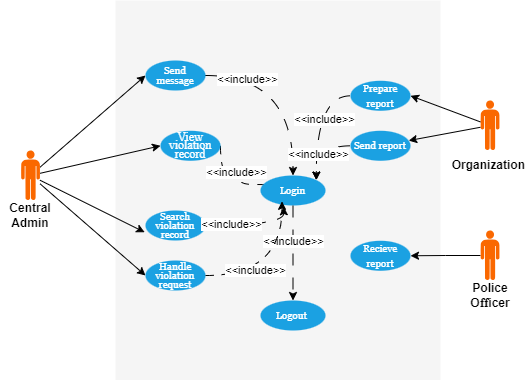 Send
message
<<include>>
Prepare
report
<<include>>
View
violation
record
Send report
<<include>>
Organization
<<include>>
Login
Central
Admin
Search
violation
record
<<include>>
<<include>>
Recieve
report
Handle
violation
request
<<include>>
Police
Officer
Logout